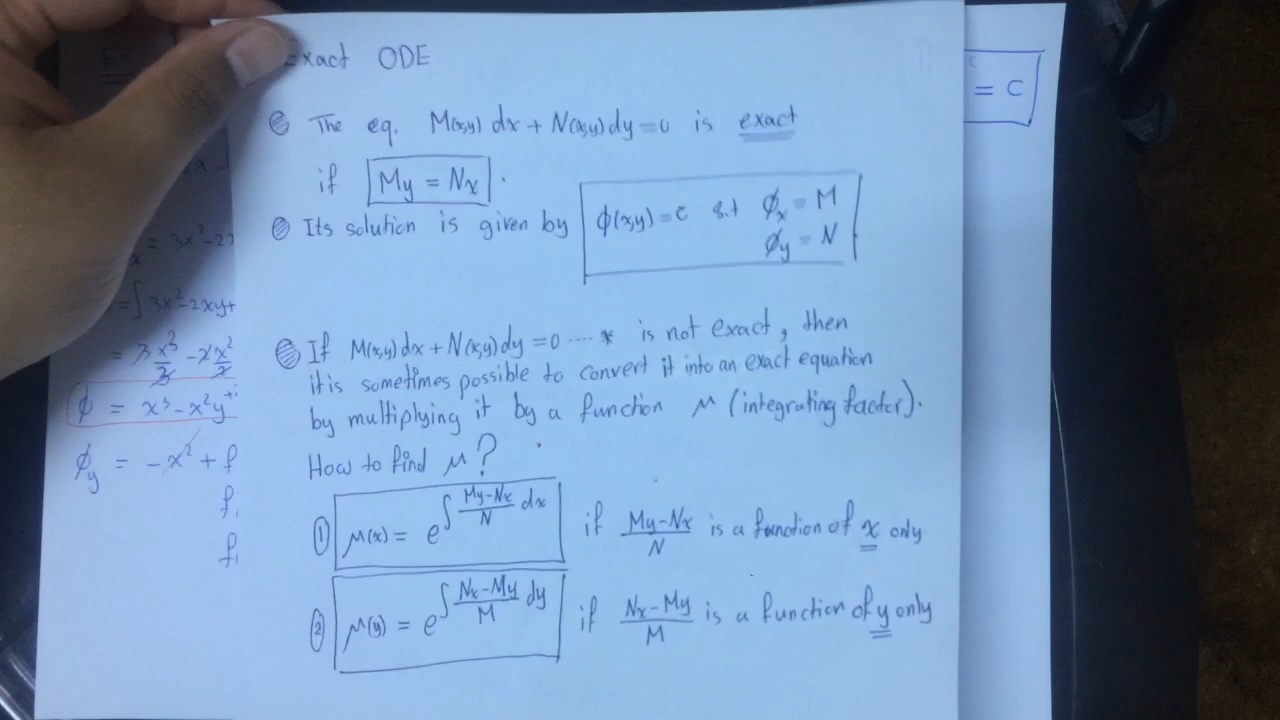 Exact ODE
The eq. M(x,y) dx + N(x,y) dy = 0 is exact
if My = Nx .
Its solution is given by φ(x,y) = c s.t φx = M
φy = N
If M(x,y) dx + N(x,y) dy = 0 ---- * is not exact, then
it is sometimes possible to convert it into an exact equation
by multiplying it by a function μ (integrating factor).
How to find μ?
① μ(x) = e^∫ (My-Nx)/N dx if (My-Nx)/N is a function of x only
② μ(y) = e^∫ (Nx-My)/M dy if (Nx-My)/M is a function of y only
= 3x²-2
= ∫ 3x²-2xy+
= 3 x³/3 - 2 x²/2
φ = x³ - x²y +
φy = -x² + f
f
f
= C